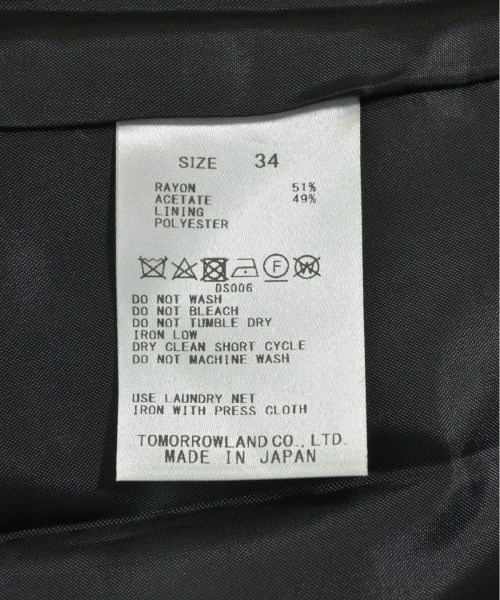 SIZE 34
RAYON 51%
ACETATE 49%
LINING
POLYESTER
F W
DS006
DO NOT WASH
DO NOT BLEACH
DO NOT TUMBLE DRY
IRON LOW
DRY CLEAN SHORT CYCLE
DO NOT MACHINE WASH
USE LAUNDRY NET
IRON WITH PRESS CLOTH
TOMORROWLAND CO., LTD.
MADE IN JAPAN